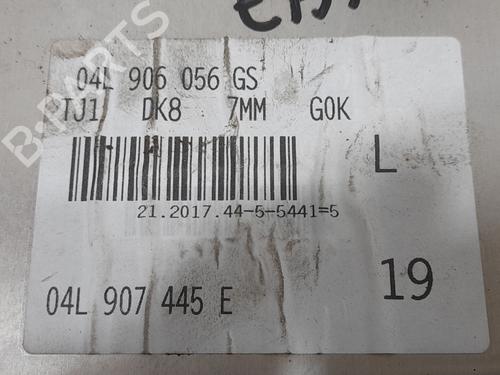 04L 906 056 GS
TJ1 DK8 7MM G0K
L
21.2017.44-5-5441=5
04L 907 445 E
19
B-PARTS